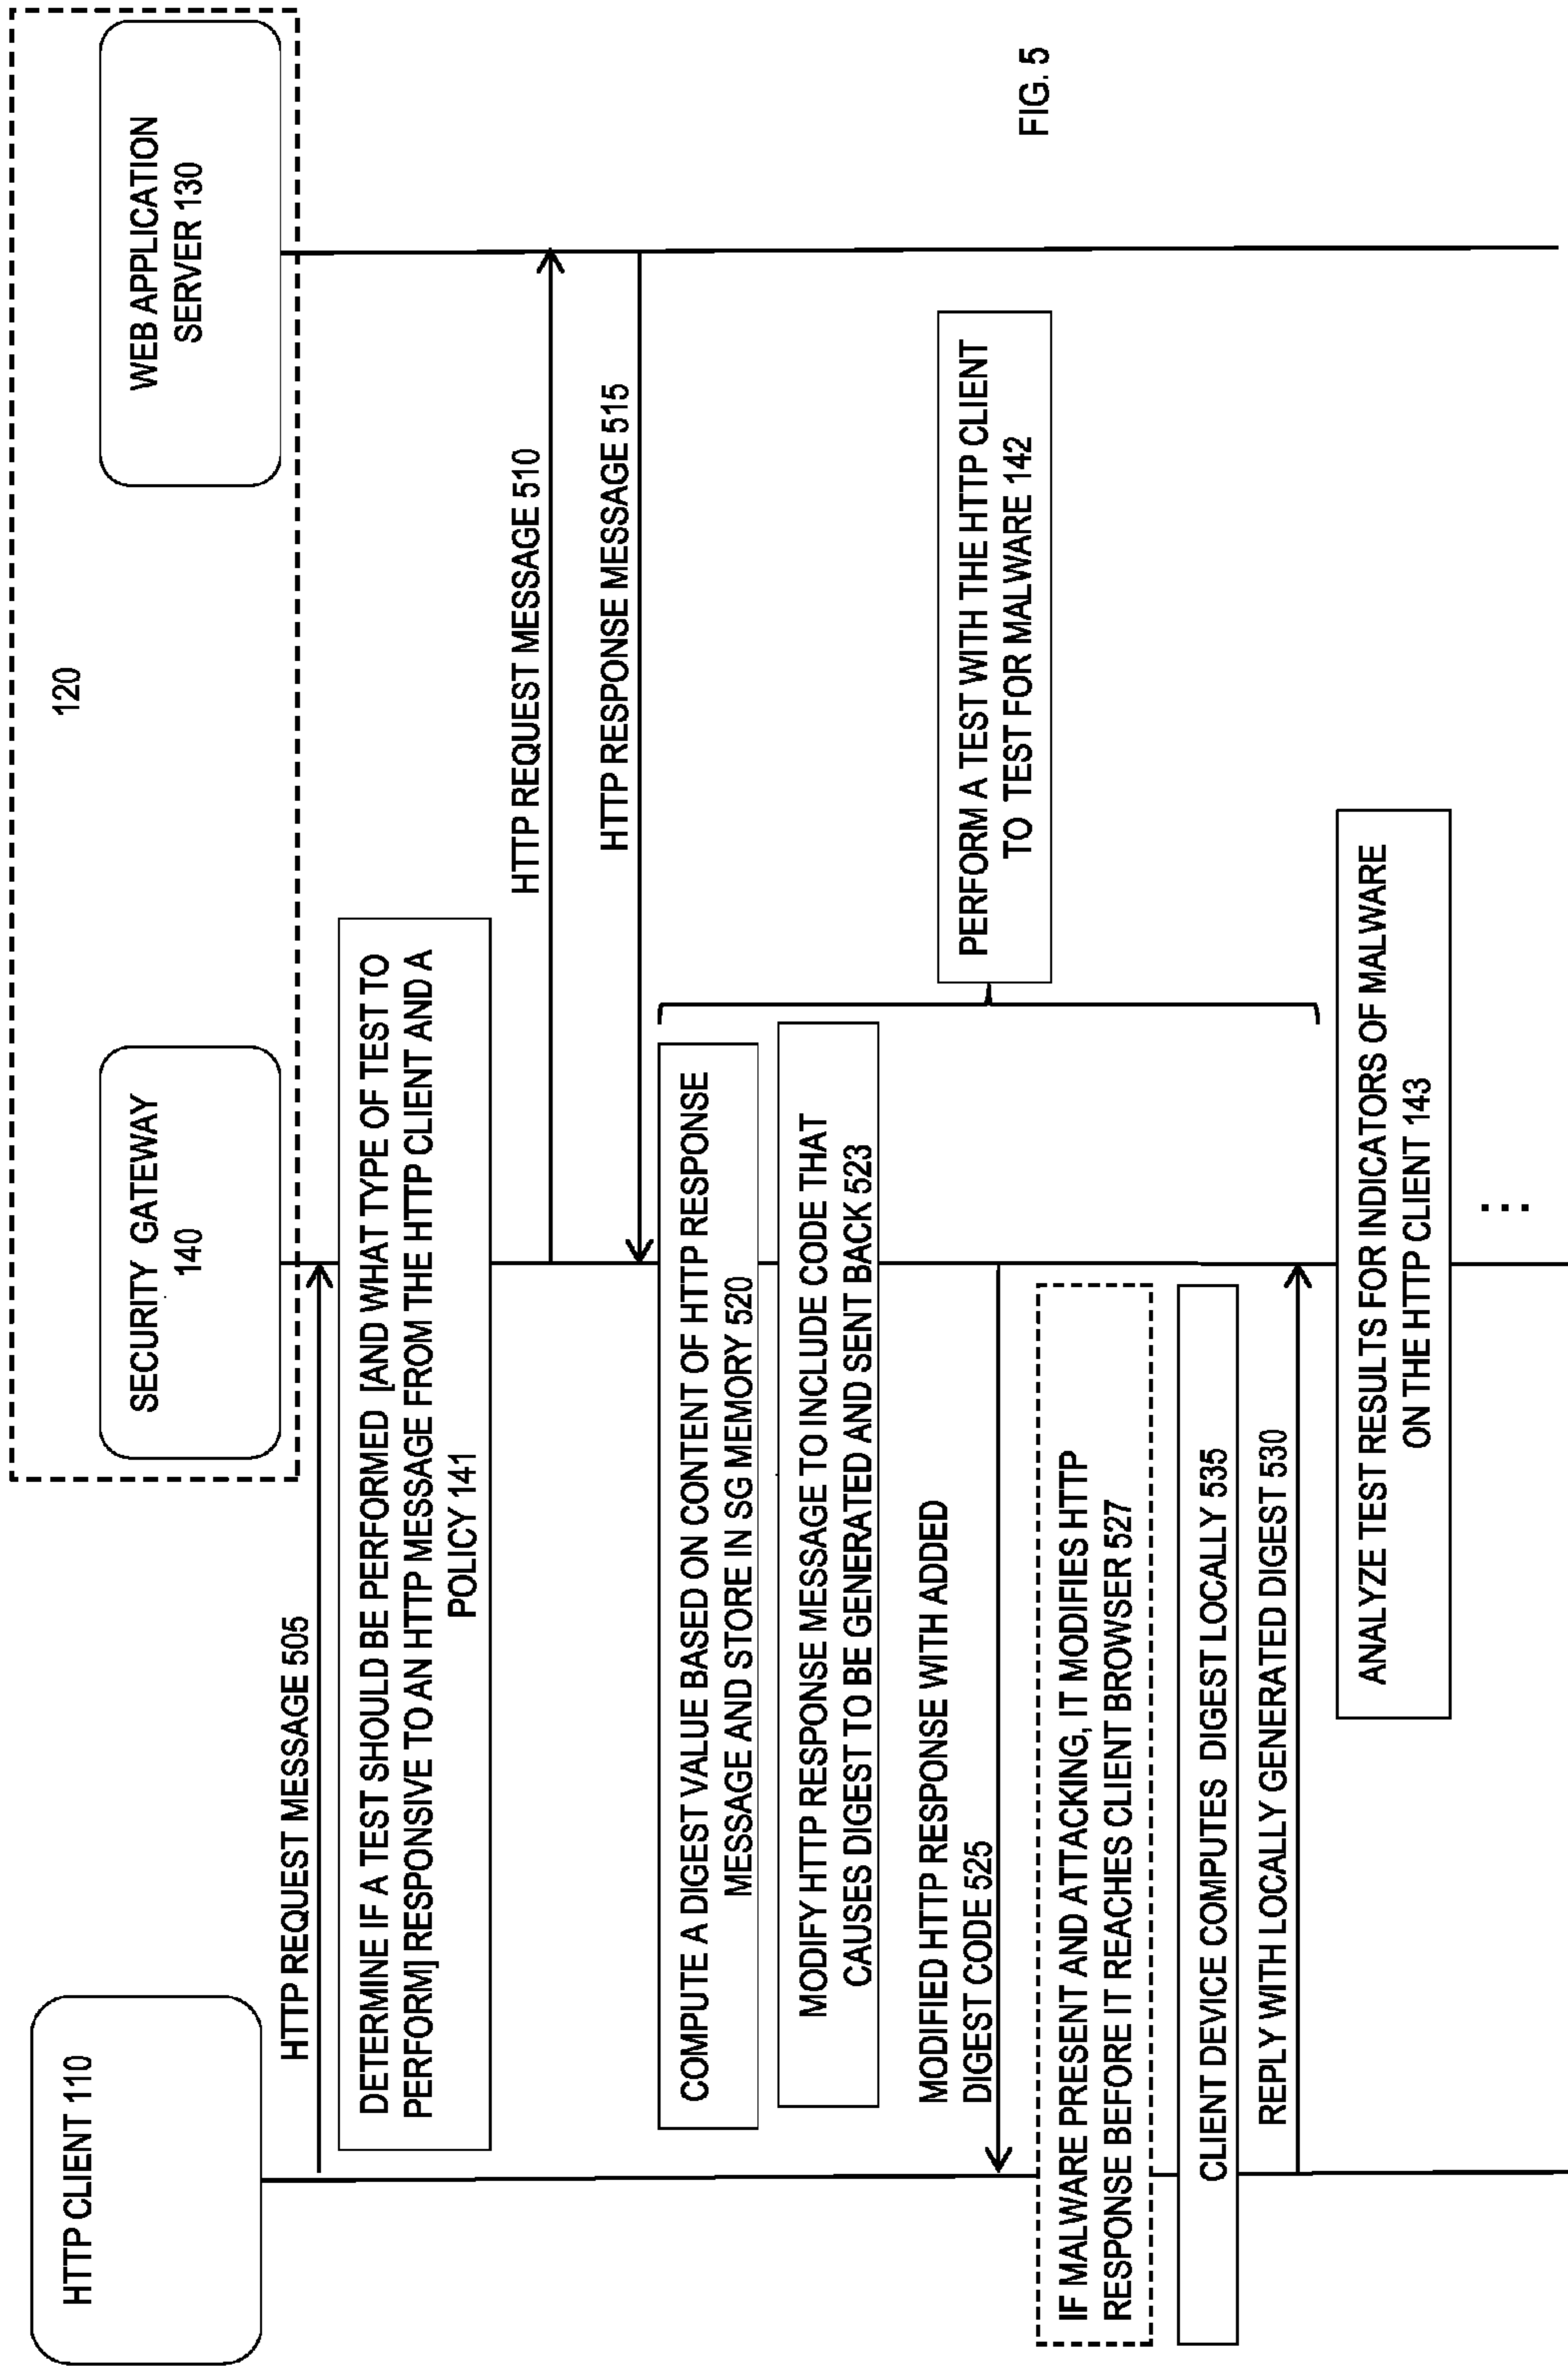 120
HTTP CLIENT 110
SECURITY GATEWAY
140
WEB APPLICATION
SERVER 130
HTTP REQUEST MESSAGE 505
DETERMINE IF A TEST SHOULD BE PERFORMED [AND WHAT TYPE OF TEST TO
PERFORM] RESPONSIVE TO AN HTTP MESSAGE FROM THE HTTP CLIENT AND A
POLICY 141
HTTP REQUEST MESSAGE 510
HTTP RESPONSE MESSAGE 515
COMPUTE A DIGEST VALUE BASED ON CONTENT OF HTTP RESPONSE
MESSAGE AND STORE IN SG MEMORY 520
MODIFY HTTP RESPONSE MESSAGE TO INCLUDE CODE THAT
CAUSES DIGEST TO BE GENERATED AND SENT BACK 523
MODIFIED HTTP RESPONSE WITH ADDED
DIGEST CODE 525
PERFORM A TEST WITH THE HTTP CLIENT
TO TEST FOR MALWARE 142
IF MALWARE PRESENT AND ATTACKING, IT MODIFIES HTTP
RESPONSE BEFORE IT REACHES CLIENT BROWSER 527
CLIENT DEVICE COMPUTES DIGEST LOCALLY 535
REPLY WITH LOCALLY GENERATED DIGEST 530
ANALYZE TEST RESULTS FOR INDICATORS OF MALWARE
ON THE HTTP CLIENT 143
...
FIG. 5